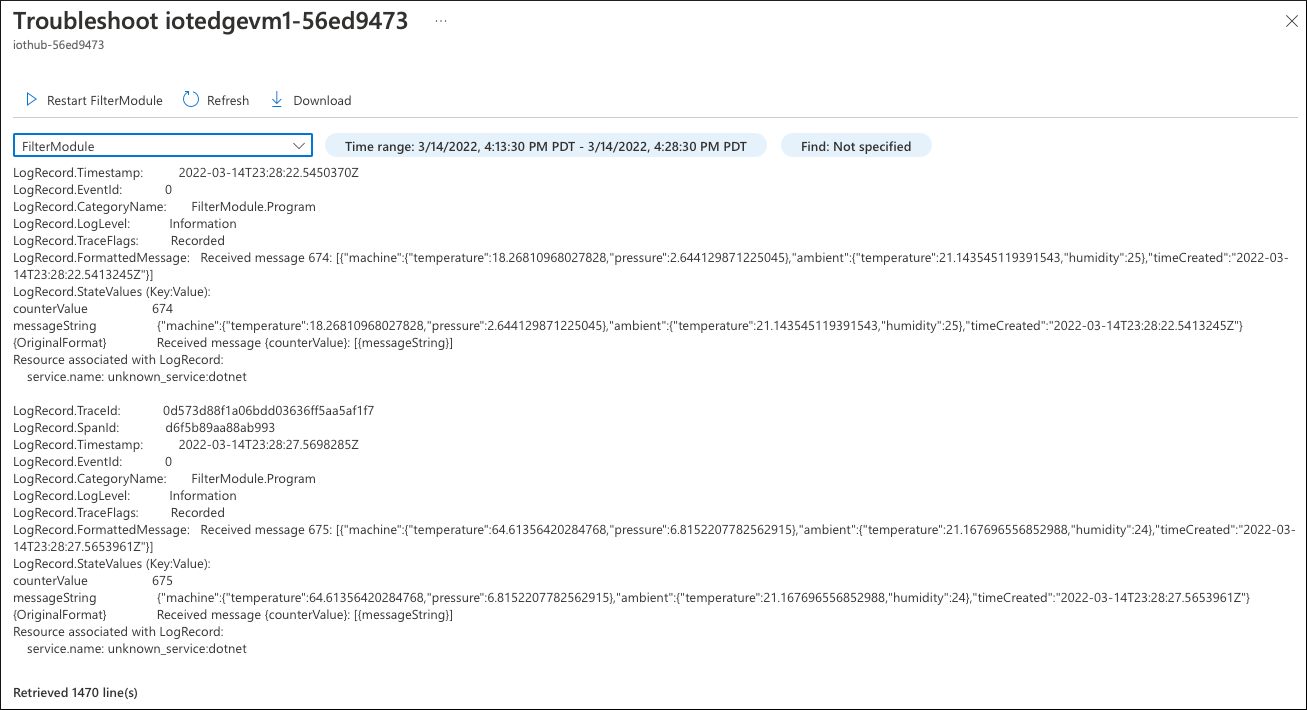 Troubleshoot iotedgevm1-56ed9473 ...
iothub-56ed9473
Restart FilterModule Refresh Download
FilterModule Time range: 3/14/2022, 4:13:30 PM PDT - 3/14/2022, 4:28:30 PM PDT Find: Not specified
LogRecord.Timestamp: 2022-03-14T23:28:22.5450370Z
LogRecord.EventId: 0
LogRecord.CategoryName: FilterModule.Program
LogRecord.LogLevel: Information
LogRecord.TraceFlags: Recorded
LogRecord.FormattedMessage: Received message 674: [{"machine":{"temperature":18.26810968027828,"pressure":2.644129871225045},"ambient":{"temperature":21.143545119391543,"humidity":25},"timeCreated":"2022-03-
14T23:28:22.5413245Z"}]
LogRecord.StateValues (Key:Value):
counterValue 674
messageString {"machine":{"temperature":18.26810968027828,"pressure":2.644129871225045},"ambient":{"temperature":21.143545119391543,"humidity":25},"timeCreated":"2022-03-14T23:28:22.5413245Z"}
{OriginalFormat} Received message {counterValue}: [{messageString}]
Resource associated with LogRecord:
service.name: unknown_service:dotnet
LogRecord.TraceId: 0d573d88f1a06bdd03636ff5aa5af1f7
LogRecord.SpanId: d6f5b89aa88ab993
LogRecord.Timestamp: 2022-03-14T23:28:27.5698285Z
LogRecord.EventId: 0
LogRecord.CategoryName: FilterModule.Program
LogRecord.LogLevel: Information
LogRecord.TraceFlags: Recorded
LogRecord.FormattedMessage: Received message 675: [{"machine":{"temperature":64.61356420284768,"pressure":6.8152207782562915},"ambient":{"temperature":21.167696556852988,"humidity":24},"timeCreated":"2022-03-
14T23:28:27.5653961Z"}]
LogRecord.StateValues (Key:Value):
counterValue 675
messageString {"machine":{"temperature":64.61356420284768,"pressure":6.8152207782562915},"ambient":{"temperature":21.167696556852988,"humidity":24},"timeCreated":"2022-03-14T23:28:27.5653961Z"}
{OriginalFormat} Received message {counterValue}: [{messageString}]
Resource associated with LogRecord:
service.name: unknown_service:dotnet
Retrieved 1470 line(s)